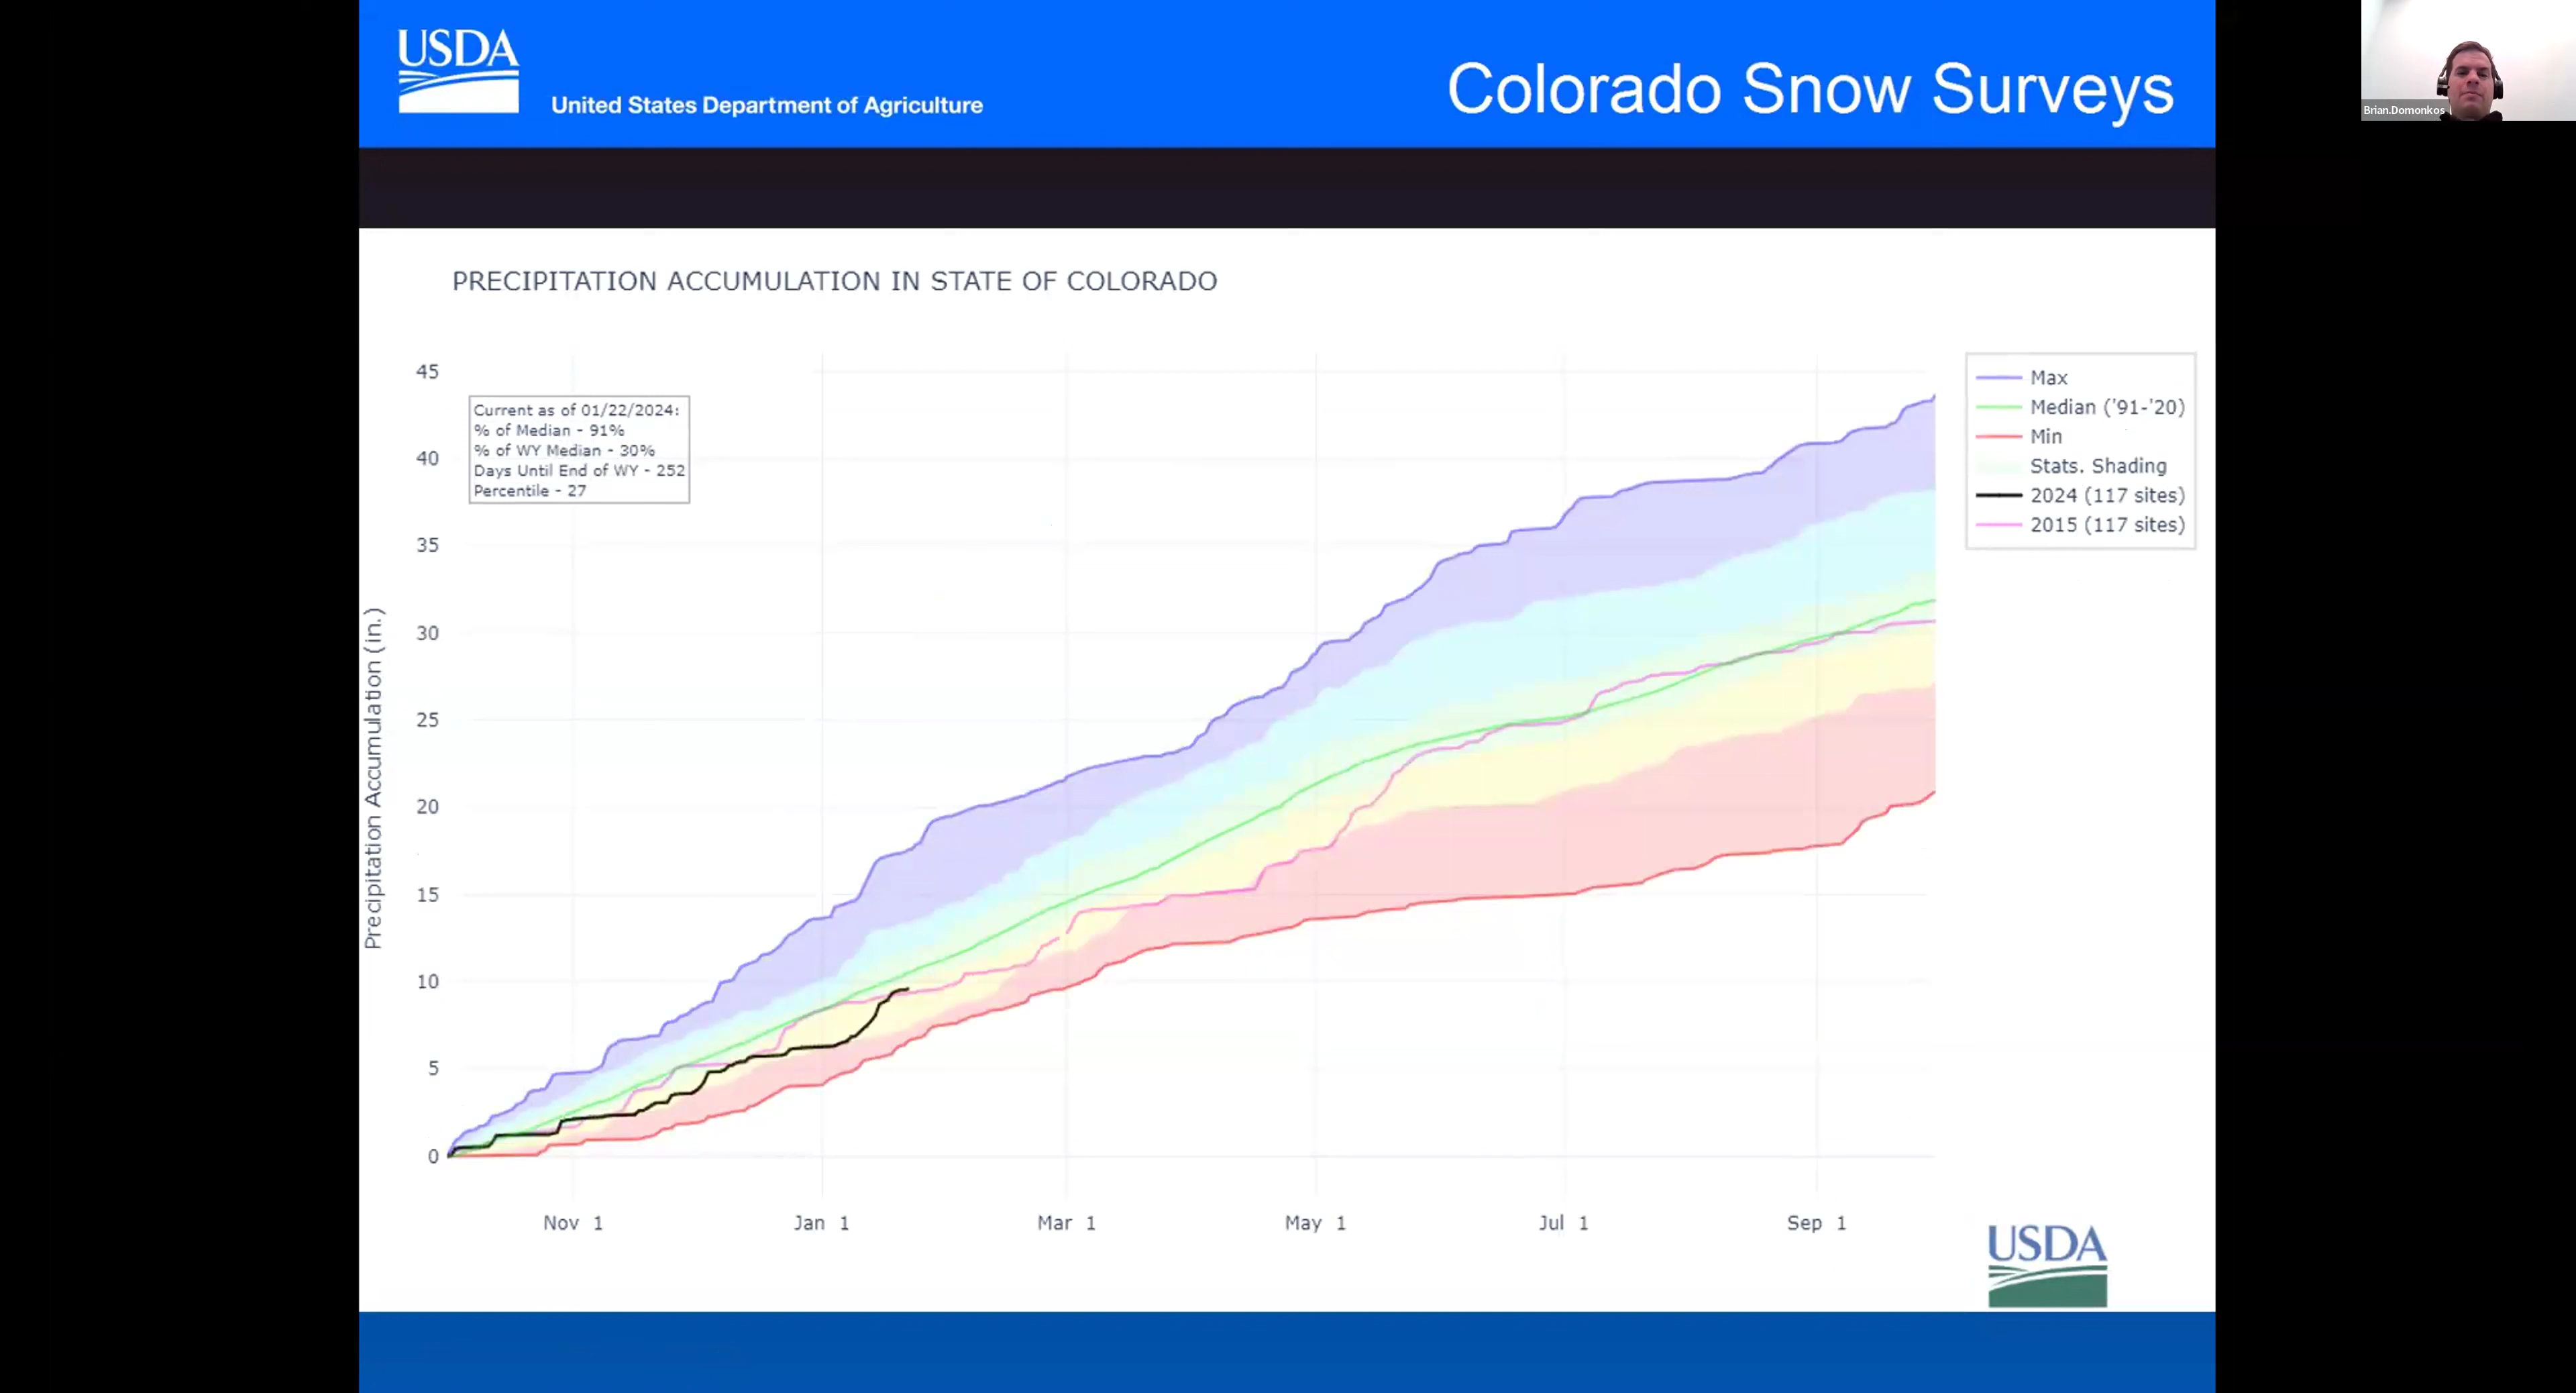 USDA
United States Department of Agriculture
Colorado Snow Surveys
Brian.Domonkos
PRECIPITATION ACCUMULATION IN STATE OF COLORADO
Current as of 01/22/2024:
% of Median - 91%
% of WY Median - 30%
Days Until End of WY - 252
Percentile - 27
Max
Median ('91-'20)
Min
Stats. Shading
2024 (117 sites)
2015 (117 sites)
Precipitation Accumulation (in.)
45
40
35
30
25
20
15
10
5
0
Nov 1
Jan 1
Mar 1
May 1
Jul 1
Sep 1
USDA